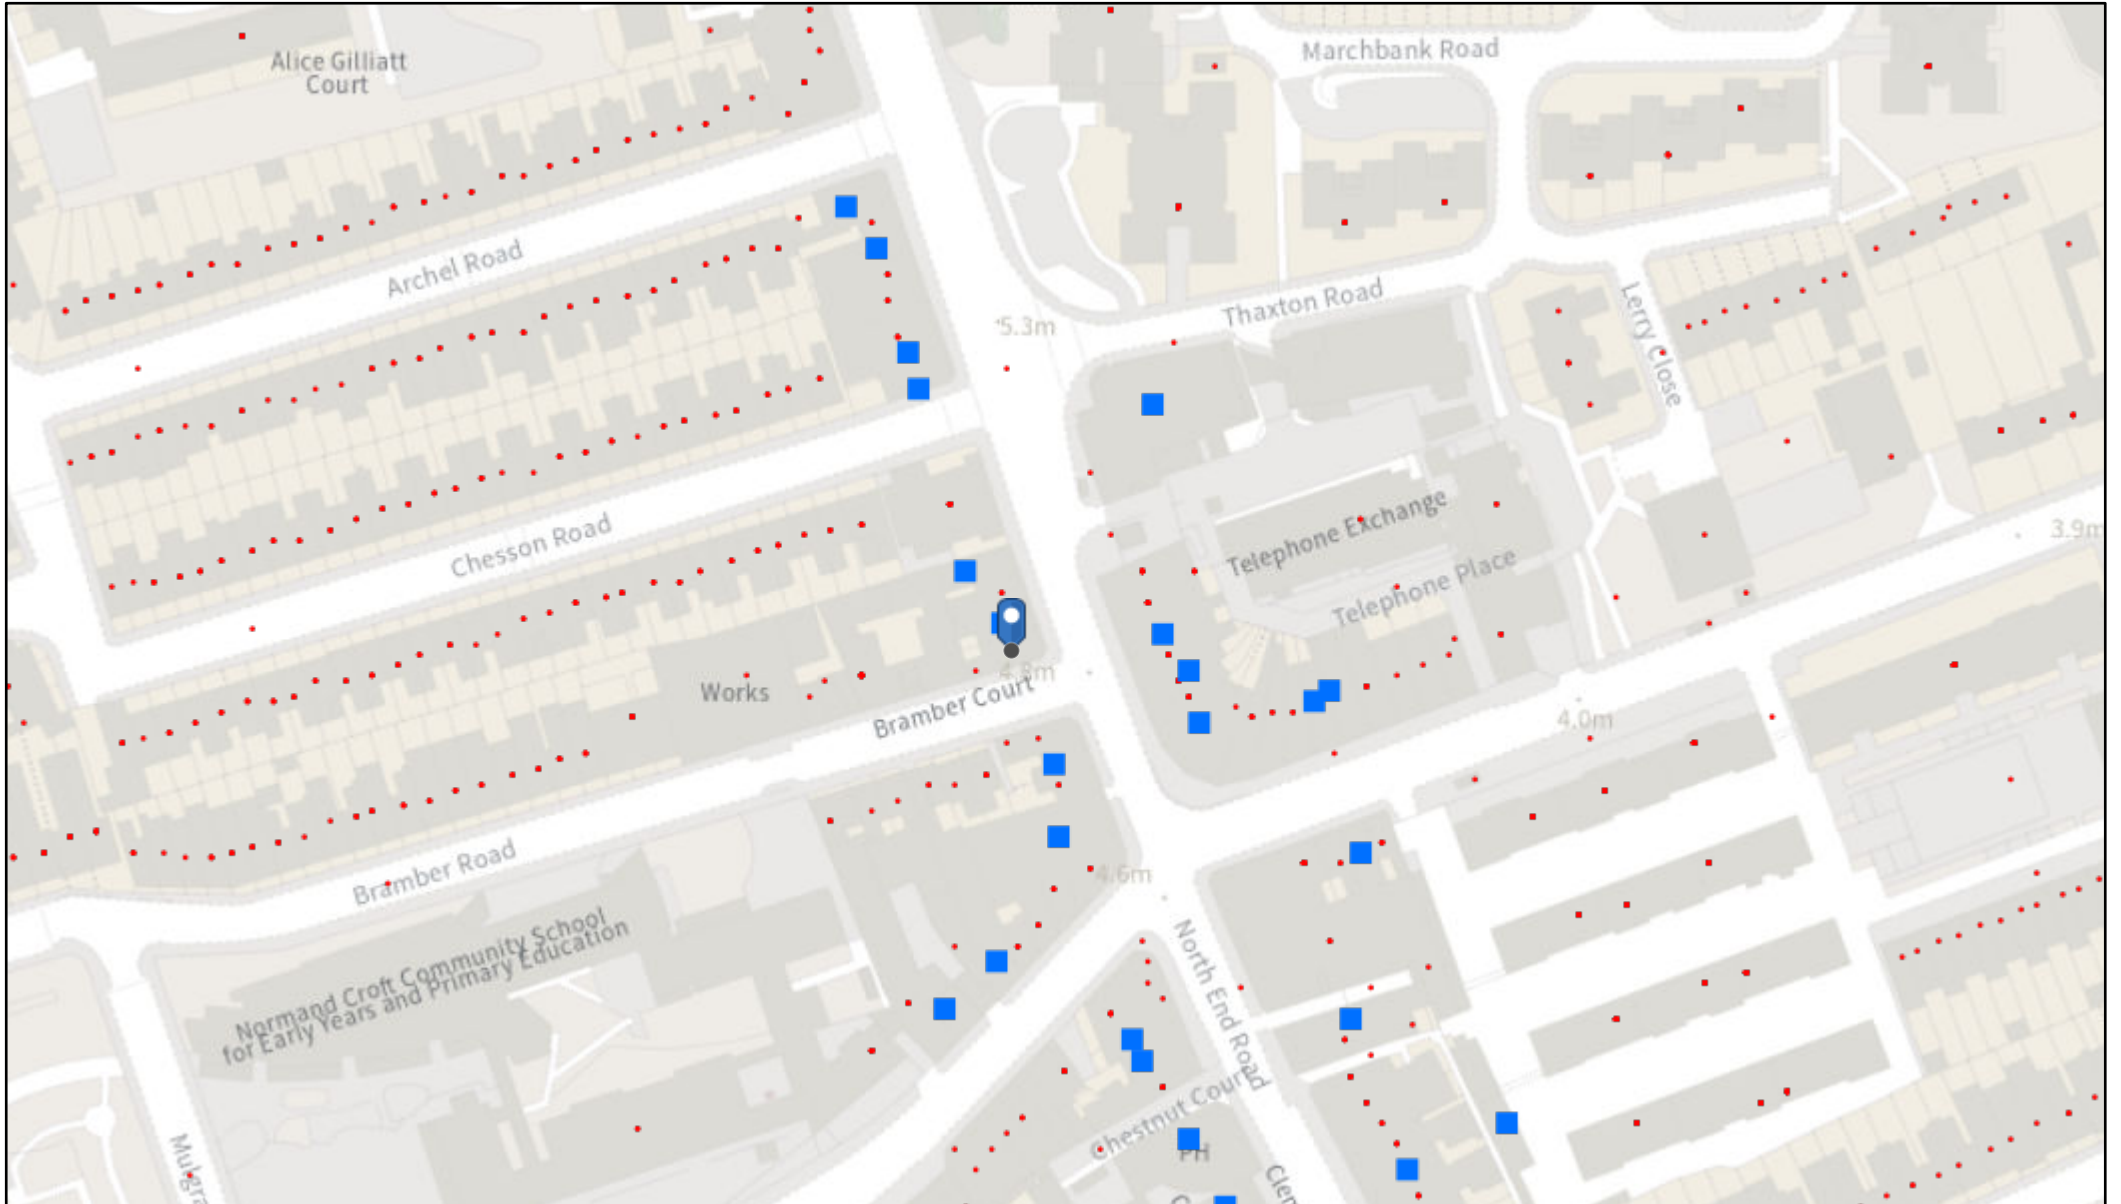 Alice Gilliatt
Court
Marchbank Road
Archel Road
Thaxton Road
Lerry Close
5.3m
Chesson Road
Telephone Exchange
Telephone Place
3.9m
Works
4.8m
Bramber Court
4.0m
Bramber Road
4.6m
Normand Croft Community School
for Early Years and Primary Education
North End Road
Chestnut Court
PH